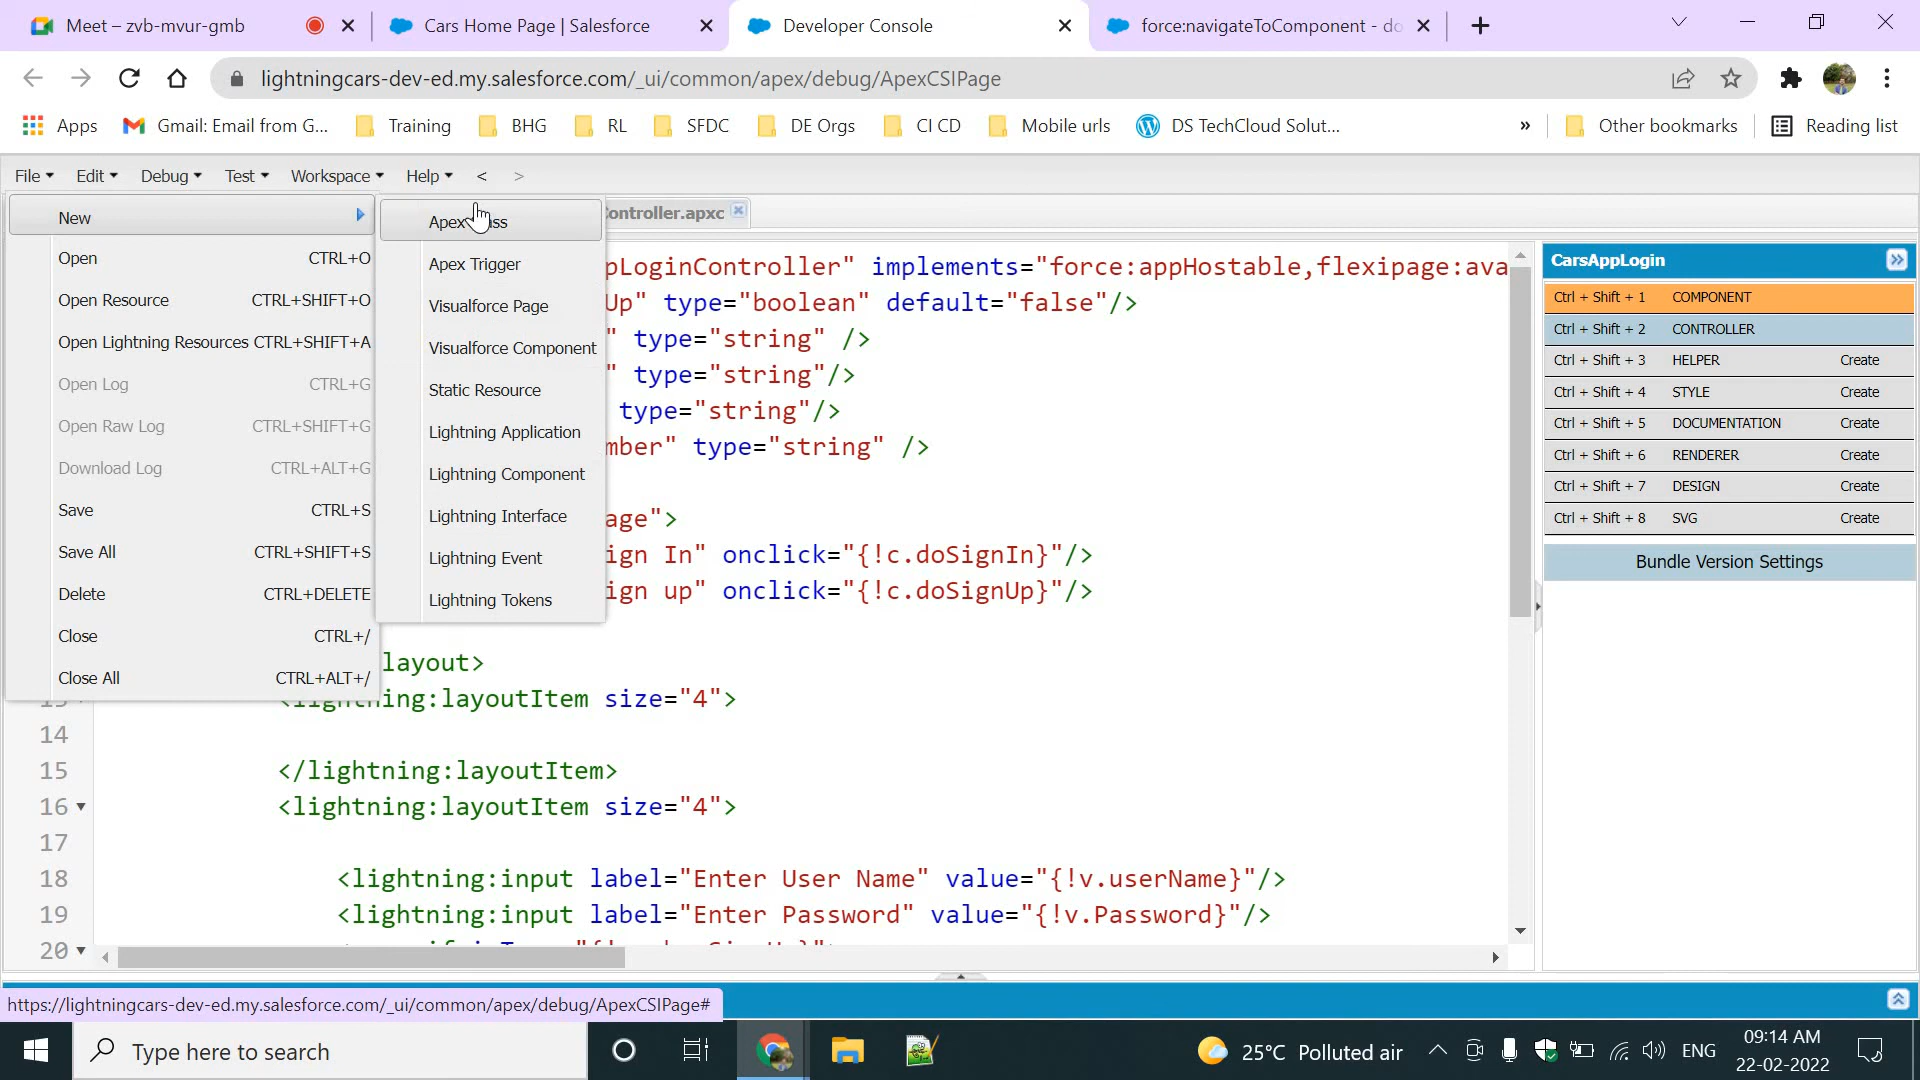 Meet – zvb-mvur-gmb
Cars Home Page | Salesforce
Developer Console
force:navigateToComponent - do
lightningcars-dev-ed.my.salesforce.com/_ui/common/apex/debug/ApexCSIPage
Apps
Gmail: Email from G...
Training
BHG
RL
SFDC
DE Orgs
CI CD
Mobile urls
DS TechCloud Solut...
»
Other bookmarks
Reading list
File
Edit
Debug
Test
Workspace
Help
<
>
New
Open CTRL+O
Open Resource CTRL+SHIFT+O
Open Lightning Resources CTRL+SHIFT+A
Open Log CTRL+G
Open Raw Log CTRL+SHIFT+G
Download Log CTRL+ALT+G
Save CTRL+S
Save All CTRL+SHIFT+S
Delete CTRL+DELETE
Close CTRL+/
Close All CTRL+ALT+/
Apex
Apex Trigger
Visualforce Page
Visualforce Component
Static Resource
Lightning Application
Lightning Component
Lightning Interface
Lightning Event
Lightning Tokens
ontroller.apxc
pLoginController" implements="force:appHostable,flexipage:ava
Up" type="boolean" default="false"/>
" type="string" />
" type="string"/>
type="string"/>
mber" type="string" />
age">
ign In" onclick="{!c.doSignIn}"/>
ign up" onclick="{!c.doSignUp}"/>
layout>
<lightning:layoutItem size="4">
14
15 </lightning:layoutItem>
16 <lightning:layoutItem size="4">
17
18 <lightning:input label="Enter User Name" value="{!v.userName}"/>
19 <lightning:input label="Enter Password" value="{!v.Password}"/>
20
CarsAppLogin
Ctrl + Shift + 1 COMPONENT
Ctrl + Shift + 2 CONTROLLER
Ctrl + Shift + 3 HELPER Create
Ctrl + Shift + 4 STYLE Create
Ctrl + Shift + 5 DOCUMENTATION Create
Ctrl + Shift + 6 RENDERER Create
Ctrl + Shift + 7 DESIGN Create
Ctrl + Shift + 8 SVG Create
Bundle Version Settings
https://lightningcars-dev-ed.my.salesforce.com/_ui/common/apex/debug/ApexCSIPage#
Type here to search
25°C Polluted air
ENG
09:14 AM
22-02-2022